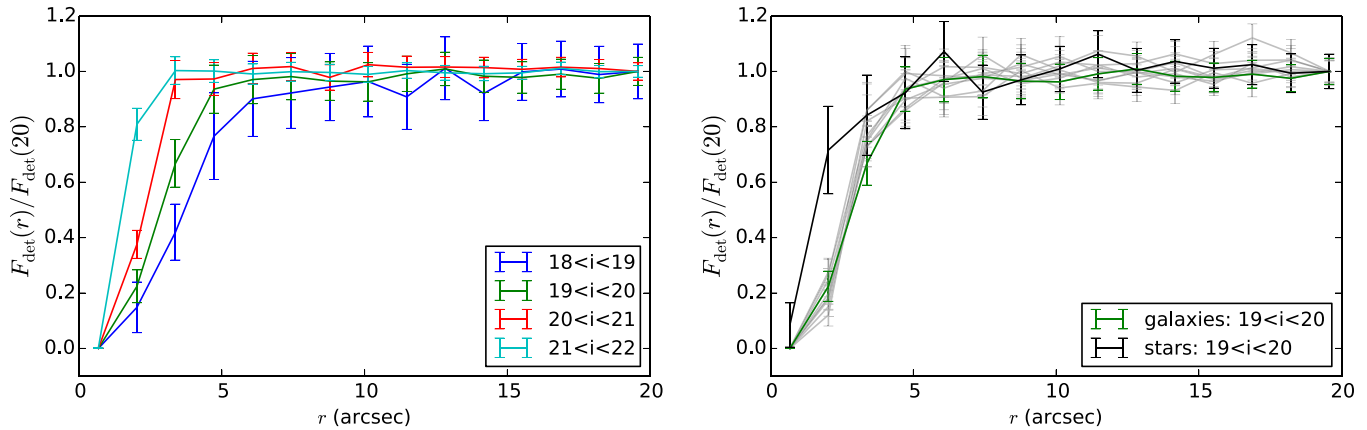 1.2
1.0
0.8
0.6
0.4
0.2
0.0
F_det(r)/F_det(20)
0 5 10 15 20
r (arcsec)
18<i<19
19<i<20
20<i<21
21<i<22
1.2
1.0
0.8
0.6
0.4
0.2
0.0
F_det(r)/F_det(20)
0 5 10 15 20
r (arcsec)
galaxies: 19<i<20
stars: 19<i<20